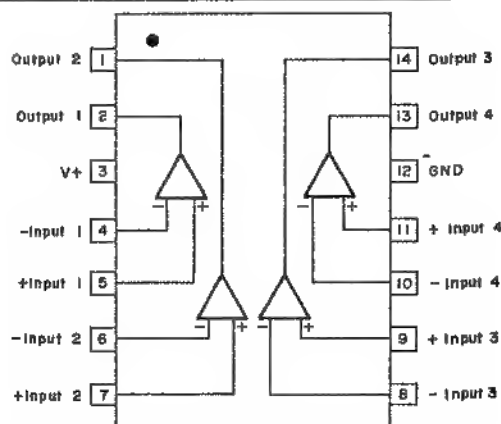 Output 2 1
Output 1 2
V+ 3
-Input 1 4
+Input 1 5
-Input 2 6
+Input 2 7
14 Output 3
13 Output 4
12 GND
11 + Input 4
10 - Input 4
9 + Input 3
8 - Input 3
- +
- +
- +
- +